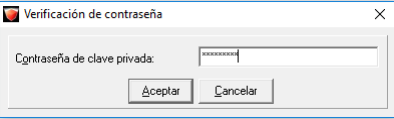 Verificación de contraseña
Contraseña de clave privada: *********
Aceptar Cancelar